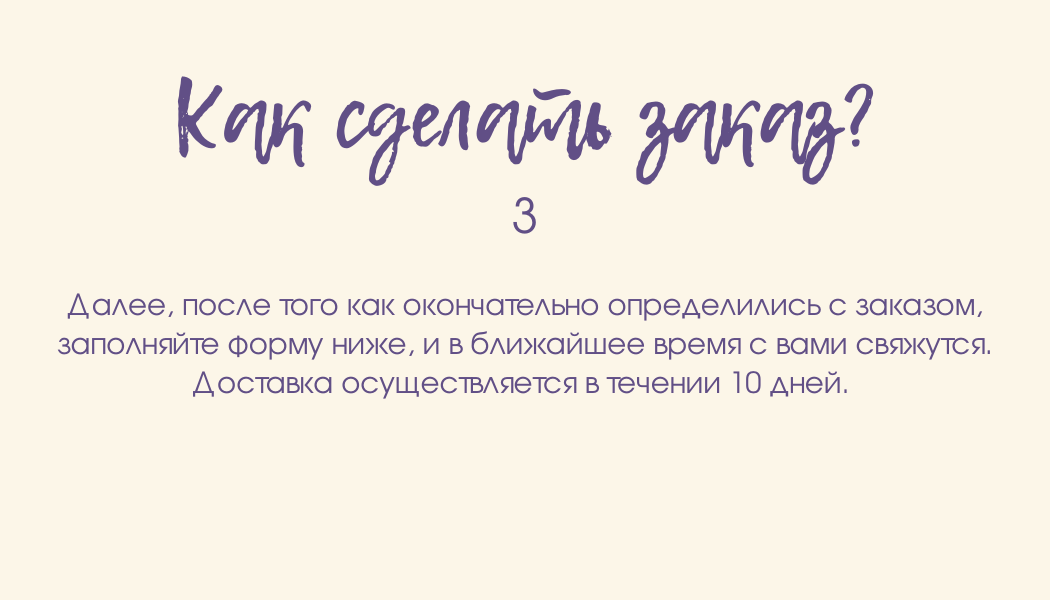 Как сделать заказ?
3
Далее, после того как окончательно определились с заказом,
заполняйте форму ниже, и в ближайшее время с вами свяжутся.
Доставка осуществляется в течении 10 дней.